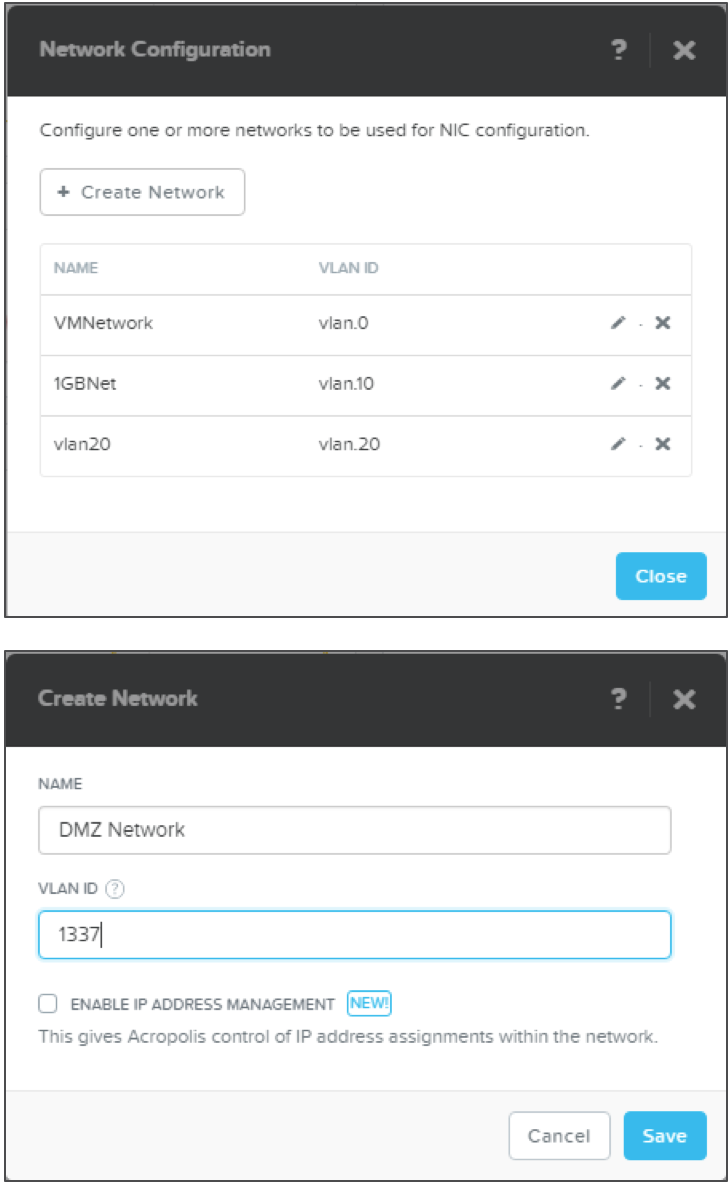 Network Configuration ?
Configure one or more networks to be used for NIC configuration.
+ Create Network
NAME VLAN ID
VMNetwork vlan.0
1GBNet vlan.10
vlan20 vlan.20
Close
Create Network ?
NAME
DMZ Network
VLAN ID ?
1337
ENABLE IP ADDRESS MANAGEMENT NEW!
This gives Acropolis control of IP address assignments within the network.
Cancel Save